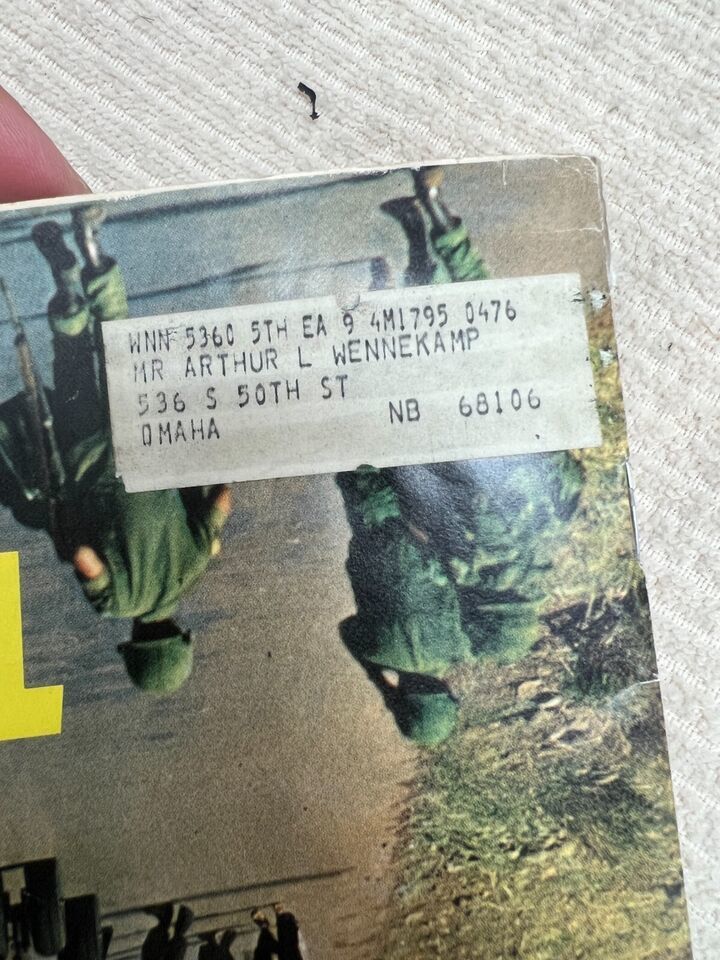 WNN 5360 5TH EA 9 4M1795 0476
MR ARTHUR L WENNEKAMP
536 S 50TH ST
OMAHA NB 68106